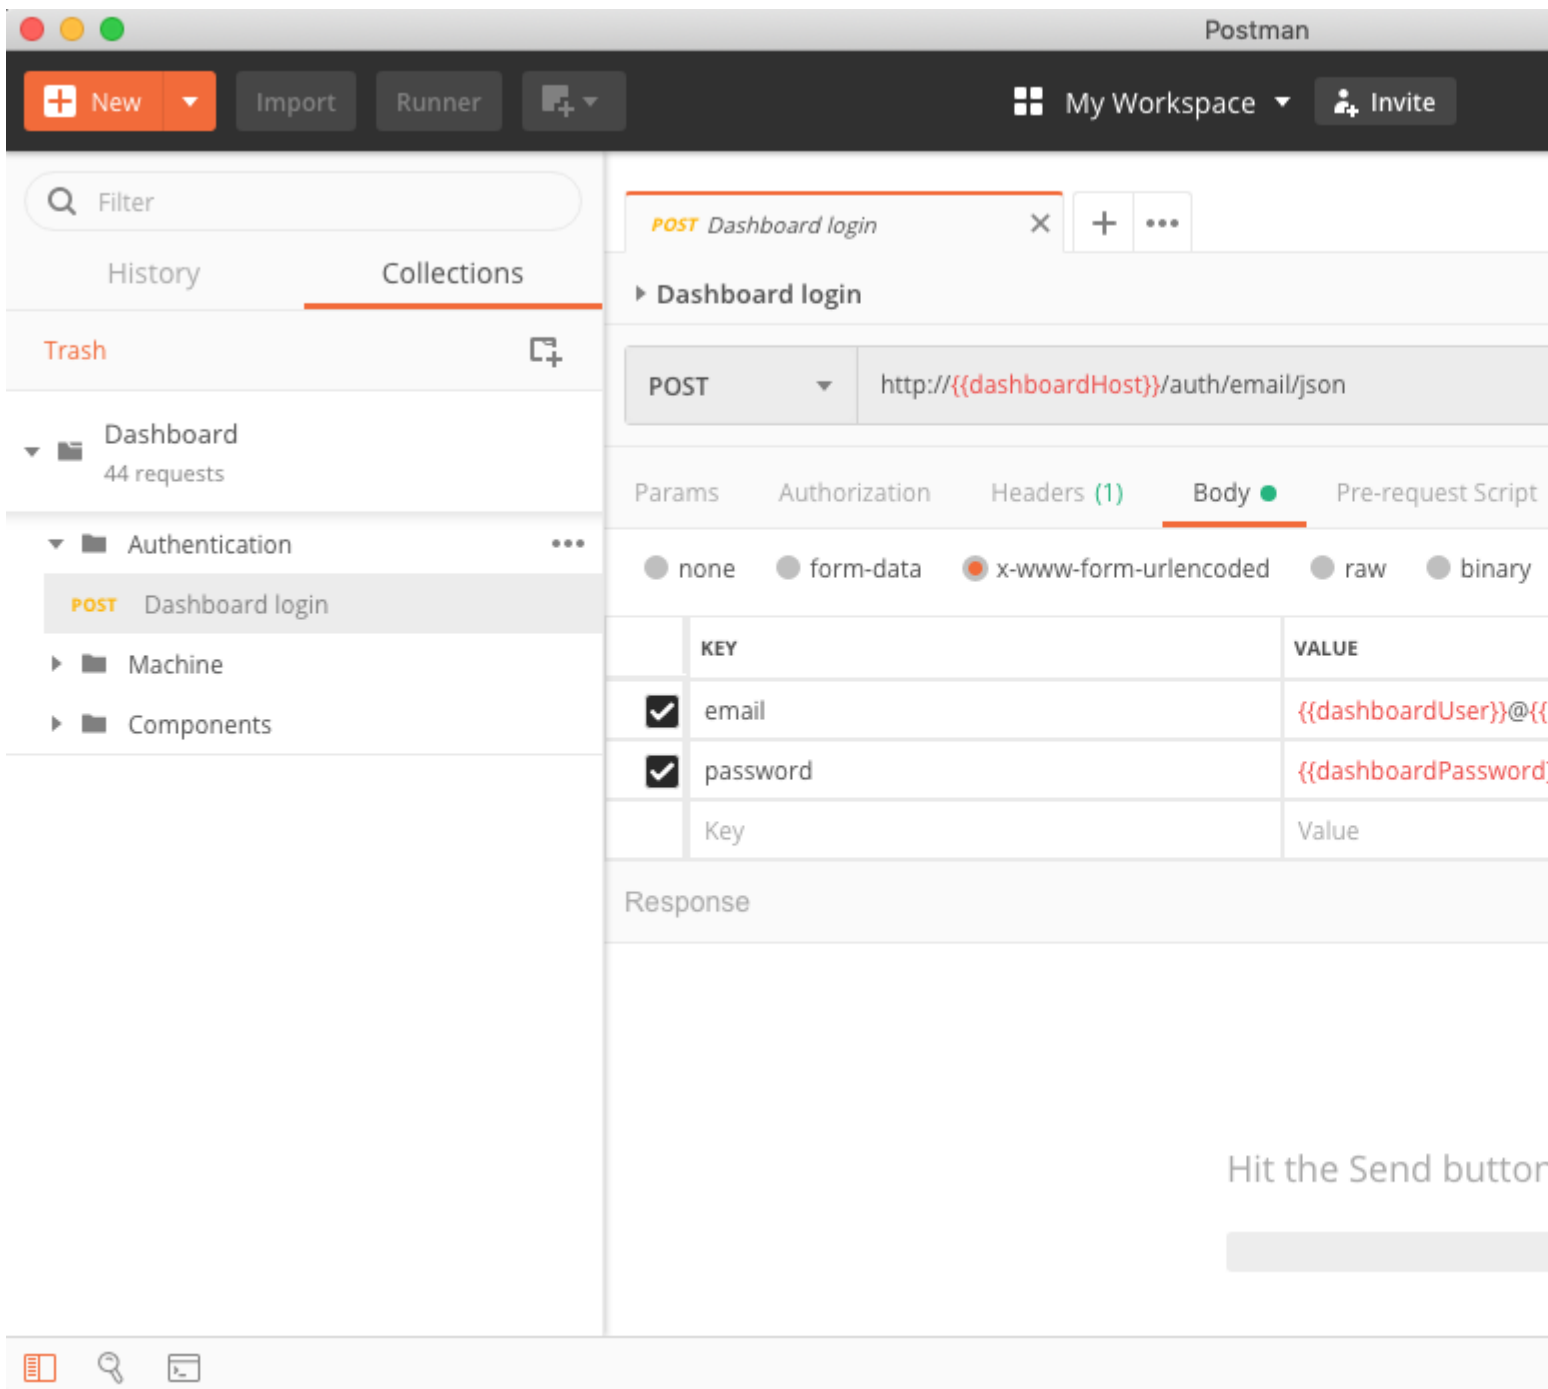 Postman
New Import Runner My Workspace Invite
Filter
History Collections
Trash
Dashboard
44 requests
Authentication
POST Dashboard login
Machine
Components
POST Dashboard login
Dashboard login
POST http://{{dashboardHost}}/auth/email/json
Params Authorization Headers (1) Body Pre-request Script
none form-data x-www-form-urlencoded raw binary
KEY VALUE
email {{dashboardUser}}@{{
password {{dashboardPassword}
Key Value
Response
Hit the Send button